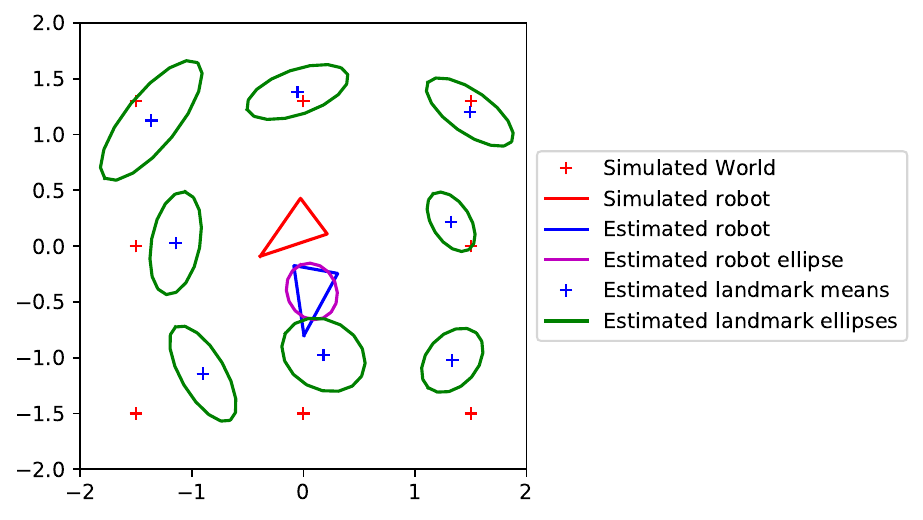 2.0
1.5
1.0
0.5
0.0
−0.5
−1.0
−1.5
−2.0
−2 −1 0 1 2
Simulated World
Simulated robot
Estimated robot
Estimated robot ellipse
Estimated landmark means
Estimated landmark ellipses